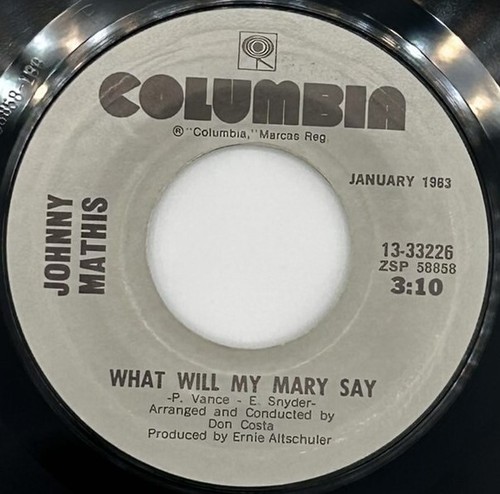 COLUMBIA
® "Columbia," Marcas Reg.
JANUARY 1963
JOHNNY
MATHIS
13-33226
ZSP 58858
3:10
WHAT WILL MY MARY SAY
-P. Vance - E. Snyder-
Arranged and Conducted by
Don Costa
Produced by Ernie Altschuler